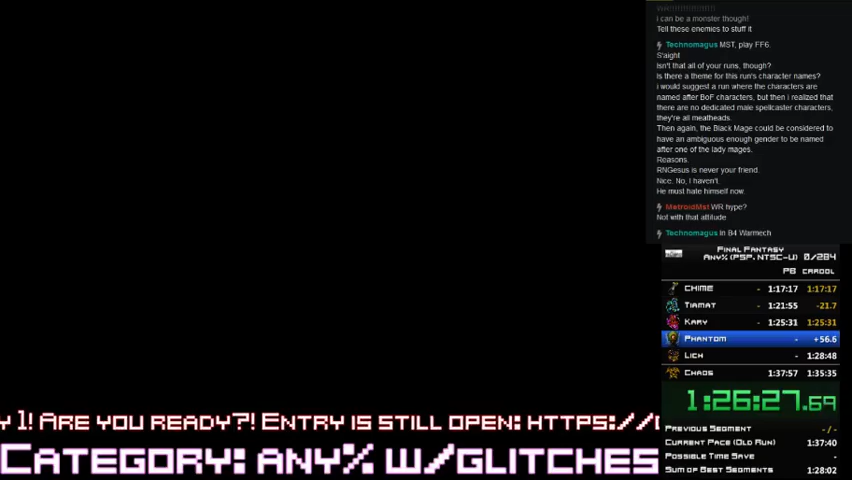 i can be a monster though!
Tell these enemies to stuff it
Technomagus MST, play FF6.
S'aight
Isn't that all of your runs, though?
Is there a theme for this run's character names?
i would suggest a run where the characters are
named after BoF characters, but then i realized that
there are no dedicated male spellcaster characters,
they're all meatheads.
Then again, the Black Mage could be considered to
have an ambiguous enough gender to be named
after one of the lady mages.
Reasons.
RNGesus is never your friend.
Nice. No, I haven't.
He must hate himself now.
MetroidMst WR hype?
Not with that attitude
Technomagus In B4 Warmech
Final Fantasy
Any% (PSP, NTSC-U) 0/284
PB CARDOL
Chime - 1:17:17 1:17:17
Tiamat - 1:21:55 -21.7
Kary - 1:25:31 1:25:31
Phantom - +56.6
Lich - 1:28:48
Chaos 1:37:57 1:35:35
1:26:27.69
Previous Segment -/-
Current Pace (Old Run) 1:37:40
Possible Time Save -
Sum of Best Segments 1:28:02
y 1! Are you ready?! Entry is still open: https://
Category: any% w/glitches